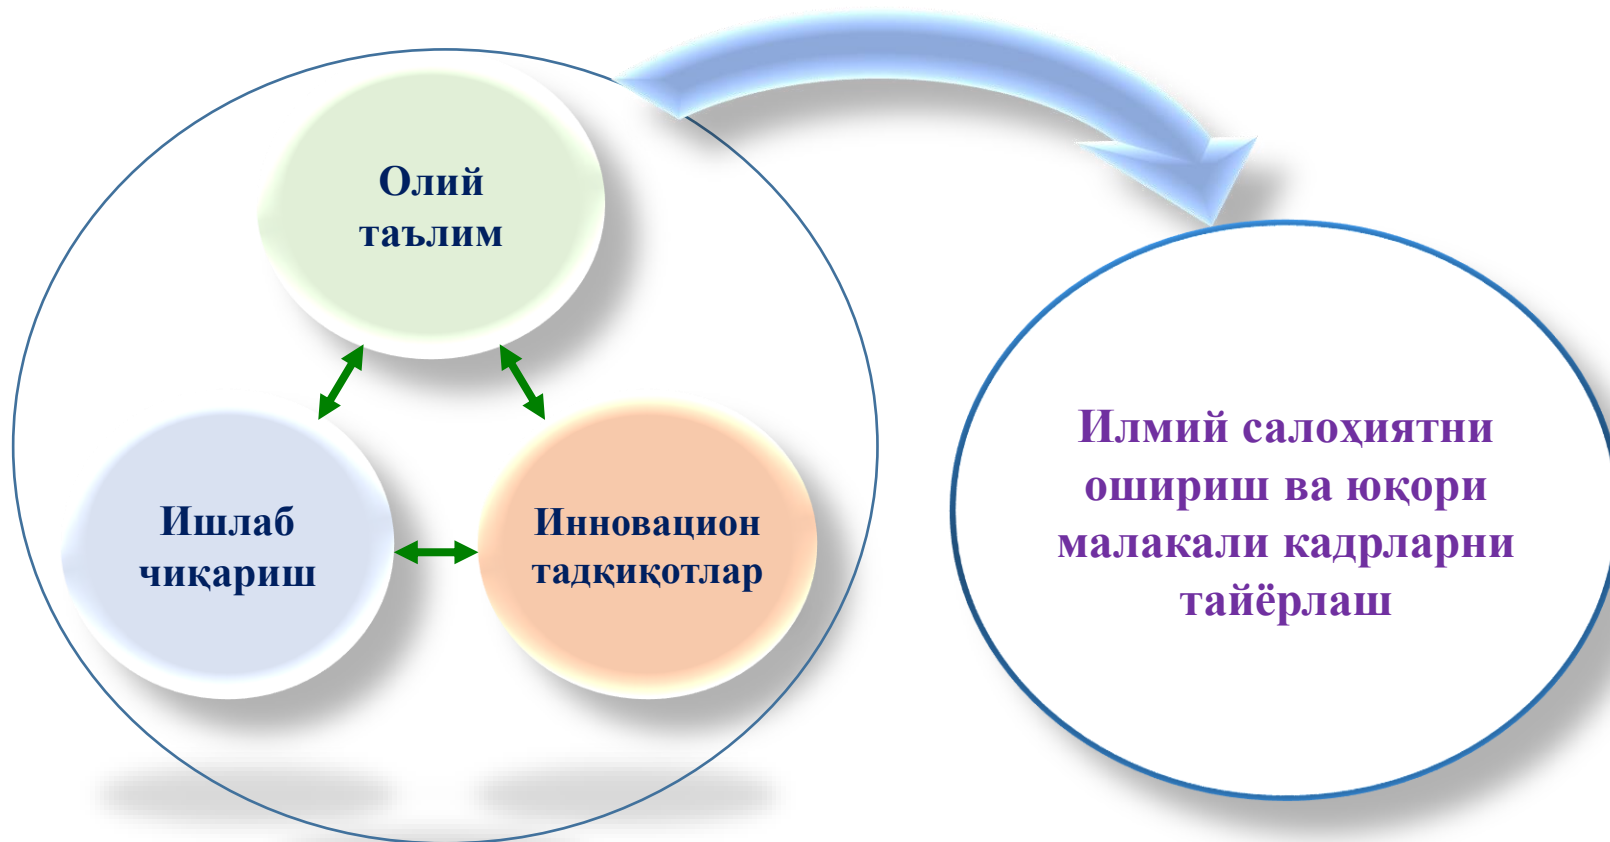 Олий
таълим
Ишлаб
чиқариш
Инновацион
тадқиқотлар
Илмий салоҳиятни
ошириш ва юқори
малакали кадрларни
тайёрлаш